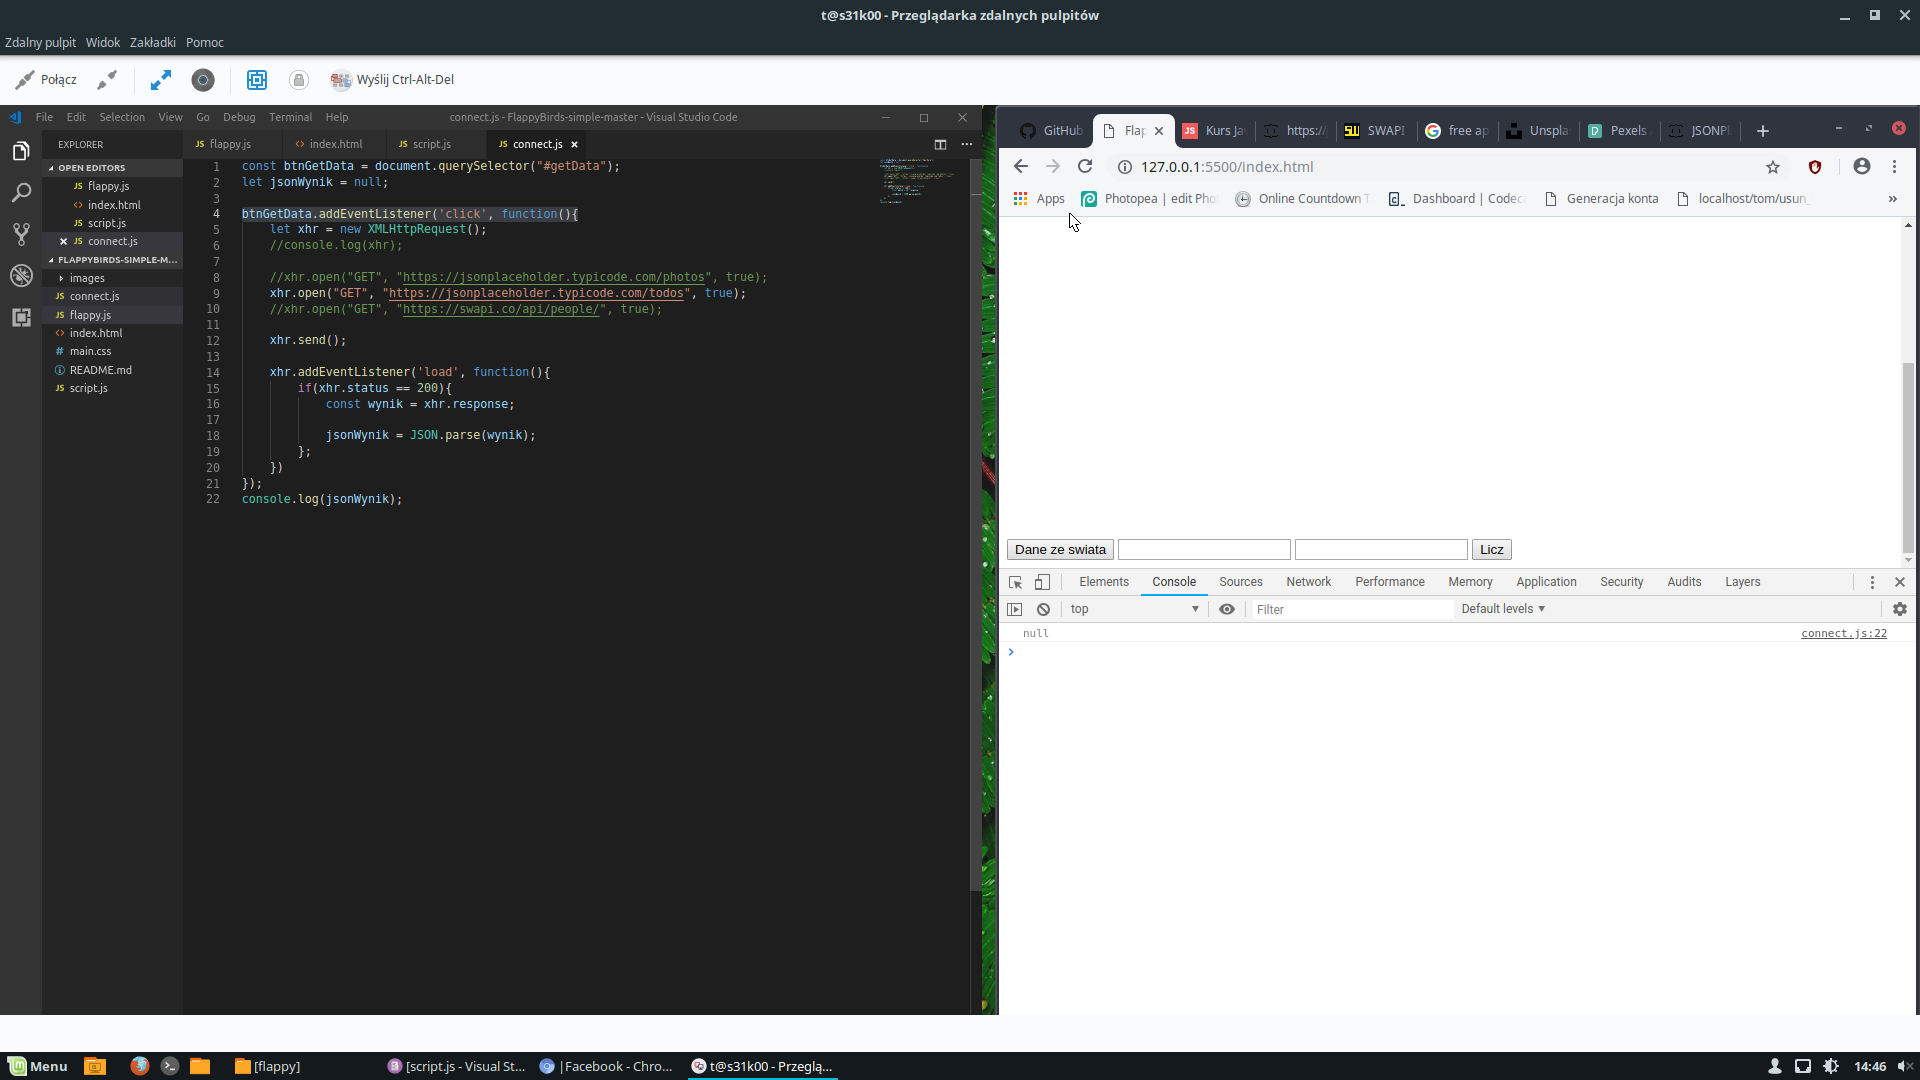 t@s31k00 - Przeglądarka zdalnych pulpitów
Zdalny pulpit Widok Zakładki Pomoc
Połącz Wyślij Ctrl-Alt-Del
File Edit Selection View Go Debug Terminal Help connect.js - FlappyBirds-simple-master - Visual Studio Code
EXPLORER
OPEN EDITORS
JS flappy.js
<> index.html
JS script.js
JS connect.js
FLAPPYBIRDS-SIMPLE-M...
images
JS connect.js
JS flappy.js
<> index.html
# main.css
README.md
JS script.js
JS flappy.js <> index.html JS script.js JS connect.js
1 const btnGetData = document.querySelector("#getData");
2 let jsonWynik = null;
3
4 btnGetData.addEventListener('click', function(){
5 let xhr = new XMLHttpRequest();
6 //console.log(xhr);
7
8 //xhr.open("GET", "https://jsonplaceholder.typicode.com/photos", true);
9 xhr.open("GET", "https://jsonplaceholder.typicode.com/todos", true);
10 //xhr.open("GET", "https://swapi.co/api/people/", true);
11
12 xhr.send();
13
14 xhr.addEventListener('load', function(){
15 if(xhr.status == 200){
16 const wynik = xhr.response;
17
18 jsonWynik = JSON.parse(wynik);
19 };
20 })
21 });
22 console.log(jsonWynik);
GitHub Flap JS Kurs Ja https:// SWAPI free ap Unspla Pexels JSONPl
127.0.0.1:5500/index.html
Apps Photopea | edit Pho Online Countdown T Dashboard | Codec Generacja konta localhost/tom/usun_ »
Dane ze swiata Licz
Elements Console Sources Network Performance Memory Application Security Audits Layers
top Filter Default levels
null connect.js:22
Menu [flappy] [script.js - Visual St... |Facebook - Chro... t@s31k00 - Przeglą... 14:46